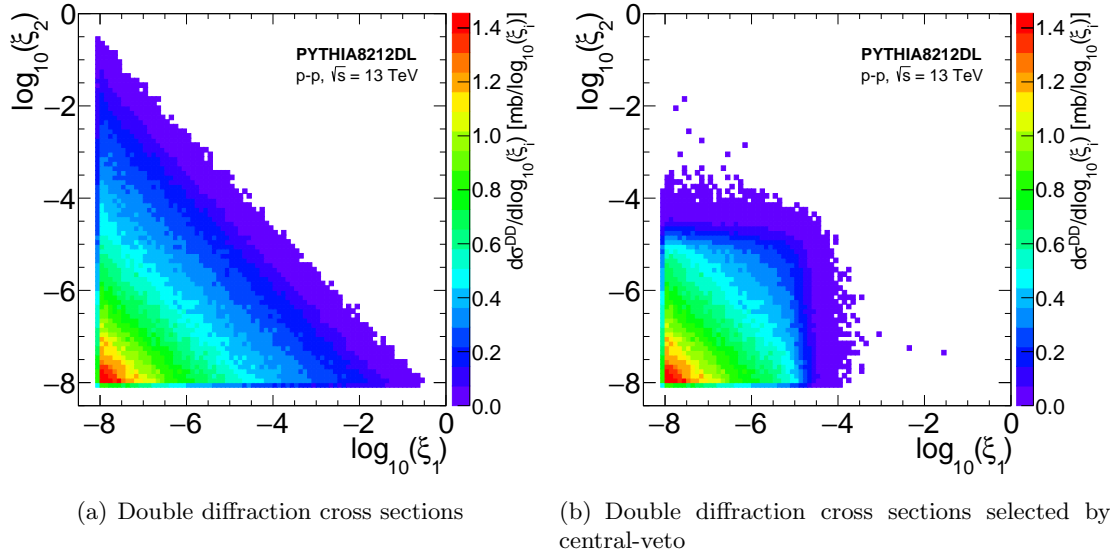 log₁₀(ξ₂)
0
−2
−4
−6
−8
PYTHIA8212DL
p-p, √s = 13 TeV
−8 −6 −4 −2 0
log₁₀(ξ₁)
1.4
1.2
1.0
0.8
0.6
0.4
0.2
0.0
dσᴰᴰ/dlog₁₀(ξᵢ) [mb/log₁₀(ξᵢ)]
(a) Double diffraction cross sections
log₁₀(ξ₂)
0
−2
−4
−6
−8
PYTHIA8212DL
p-p, √s = 13 TeV
−8 −6 −4 −2 0
log₁₀(ξ₁)
1.4
1.2
1.0
0.8
0.6
0.4
0.2
0.0
dσᴰᴰ/dlog₁₀(ξᵢ) [mb/log₁₀(ξᵢ)]
(b) Double diffraction cross sections selected by
central-veto